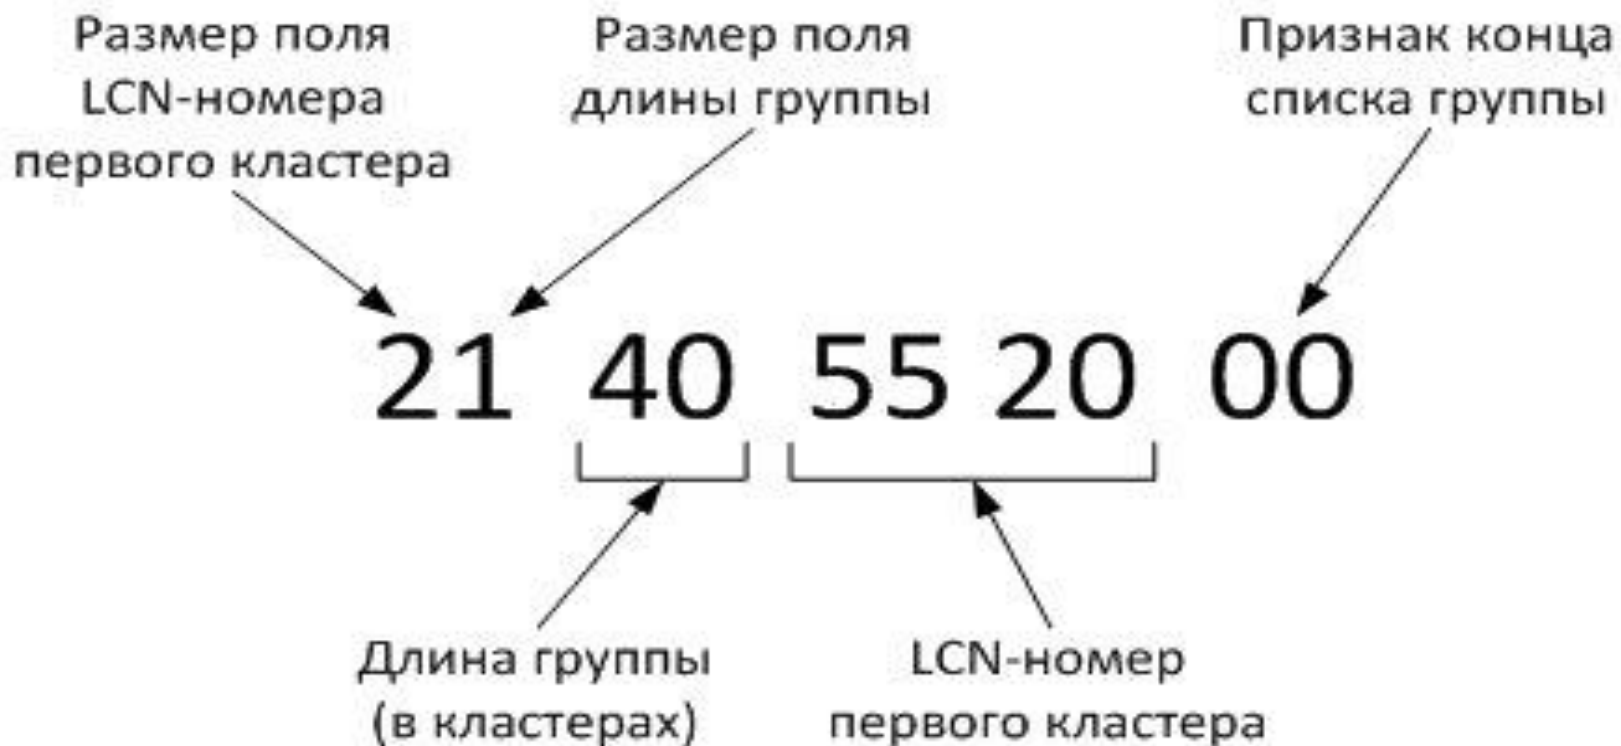 Размер поля
LCN-номера
первого кластера
Размер поля
длины группы
Признак конца
списка группы
21 40 55 20 00
Длина группы
(в кластерах)
LCN-номер
первого кластера